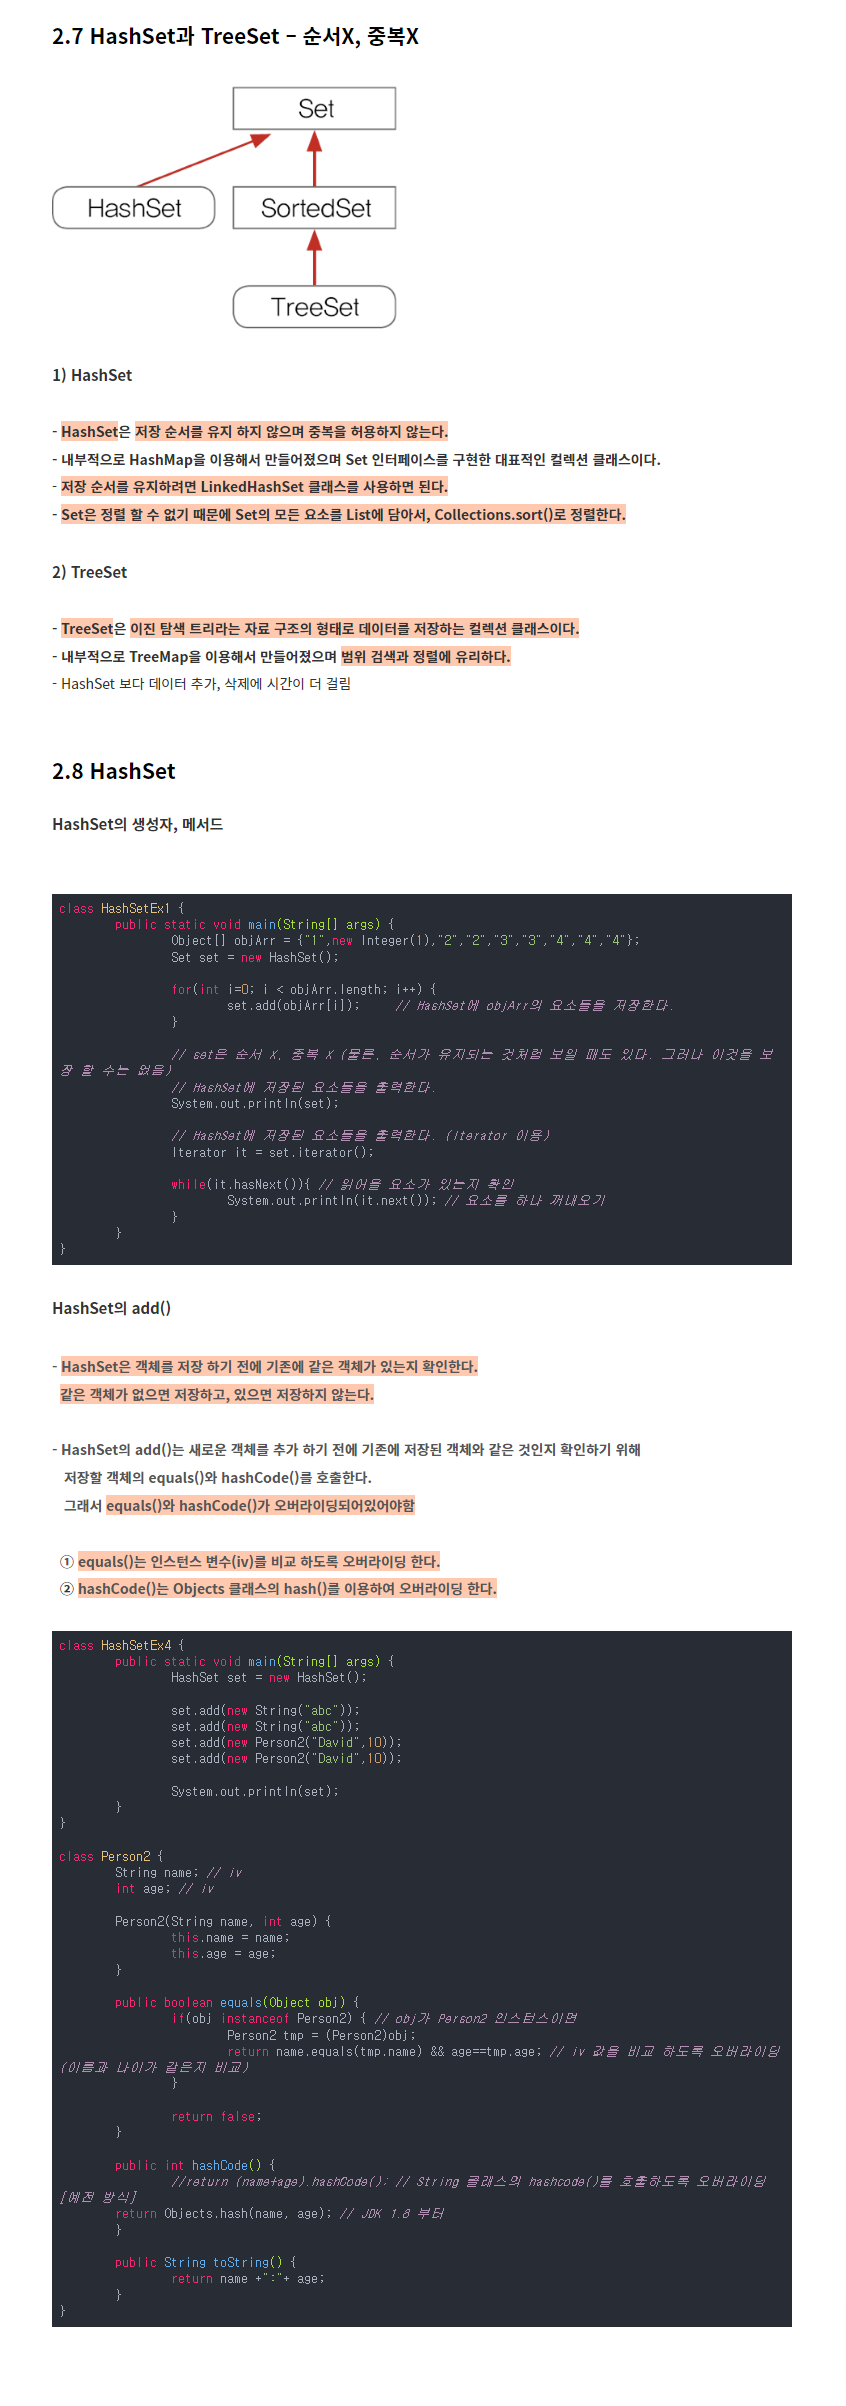 2.7 HashSet과 TreeSet – 순서X, 중복X
Set
HashSet
SortedSet
TreeSet
1) HashSet
- HashSet은 저장 순서를 유지 하지 않으며 중복을 허용하지 않는다.
- 내부적으로 HashMap을 이용해서 만들어졌으며 Set 인터페이스를 구현한 대표적인 컬렉션 클래스이다.
- 저장 순서를 유지하려면 LinkedHashSet 클래스를 사용하면 된다.
- Set은 정렬 할 수 없기 때문에 Set의 모든 요소를 List에 담아서, Collections.sort()로 정렬한다.
2) TreeSet
- TreeSet은 이진 탐색 트리라는 자료 구조의 형태로 데이터를 저장하는 컬렉션 클래스이다.
- 내부적으로 TreeMap을 이용해서 만들어졌으며 범위 검색과 정렬에 유리하다.
- HashSet 보다 데이터 추가, 삭제에 시간이 더 걸림
2.8 HashSet
HashSet의 생성자, 메서드
class HashSetEx1 {
public static void main(String[] args) {
Object[] objArr = {"1",new Integer(1),"2","2","3","3","4","4","4"};
Set set = new HashSet();
for(int i=0; i < objArr.length; i++) {
set.add(objArr[i]); // HashSet에 objArr의 요소들을 저장한다.
}
// set은 순서 X, 중복 X (물론, 순서가 유지되는 것처럼 보일 때도 있다. 그러나 이것을 보
장 할 수는 없음)
// HashSet에 저장된 요소들을 출력한다.
System.out.println(set);
// HashSet에 저장된 요소들을 출력한다. (Iterator 이용)
Iterator it = set.iterator();
while(it.hasNext()){ // 읽어올 요소가 있는지 확인
System.out.println(it.next()); // 요소를 하나 꺼내오기
}
}
}
HashSet의 add()
- HashSet은 객체를 저장 하기 전에 기존에 같은 객체가 있는지 확인한다.
같은 객체가 없으면 저장하고, 있으면 저장하지 않는다.
- HashSet의 add()는 새로운 객체를 추가 하기 전에 기존에 저장된 객체와 같은 것인지 확인하기 위해
저장할 객체의 equals()와 hashCode()를 호출한다.
그래서 equals()와 hashCode()가 오버라이딩되어있어야함
① equals()는 인스턴스 변수(iv)를 비교 하도록 오버라이딩 한다.
② hashCode()는 Objects 클래스의 hash()를 이용하여 오버라이딩 한다.
class HashSetEx4 {
public static void main(String[] args) {
HashSet set = new HashSet();
set.add(new String("abc"));
set.add(new String("abc"));
set.add(new Person2("David",10));
set.add(new Person2("David",10));
System.out.println(set);
}
}
class Person2 {
String name; // iv
int age; // iv
Person2(String name, int age) {
this.name = name;
this.age = age;
}
public boolean equals(Object obj) {
if(obj instanceof Person2) { // obj가 Person2 인스턴스이면
Person2 tmp = (Person2)obj;
return name.equals(tmp.name) && age==tmp.age; // iv 값을 비교 하도록 오버라이딩
(이름과 나이가 같은지 비교)
}
return false;
}
public int hashCode() {
//return (name+age).hashCode(); // String 클래스의 hashcode()를 호출하도록 오버라이딩
[예전 방식]
return Objects.hash(name, age); // JDK 1.8 부터
}
public String toString() {
return name +":"+ age;
}
}